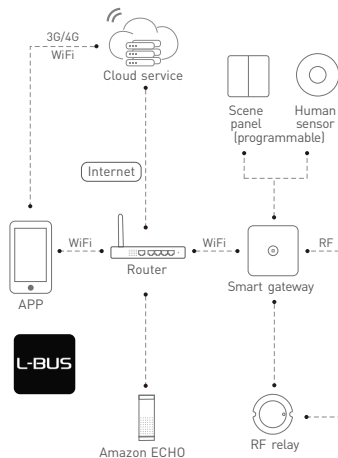 3G/4G
WiFi
Cloud service
Scene
panel
(programmable)
Human
sensor
Internet
WiFi
WiFi
RF
Router
Smart gateway
APP
L-BUS
Amazon ECHO
RF relay